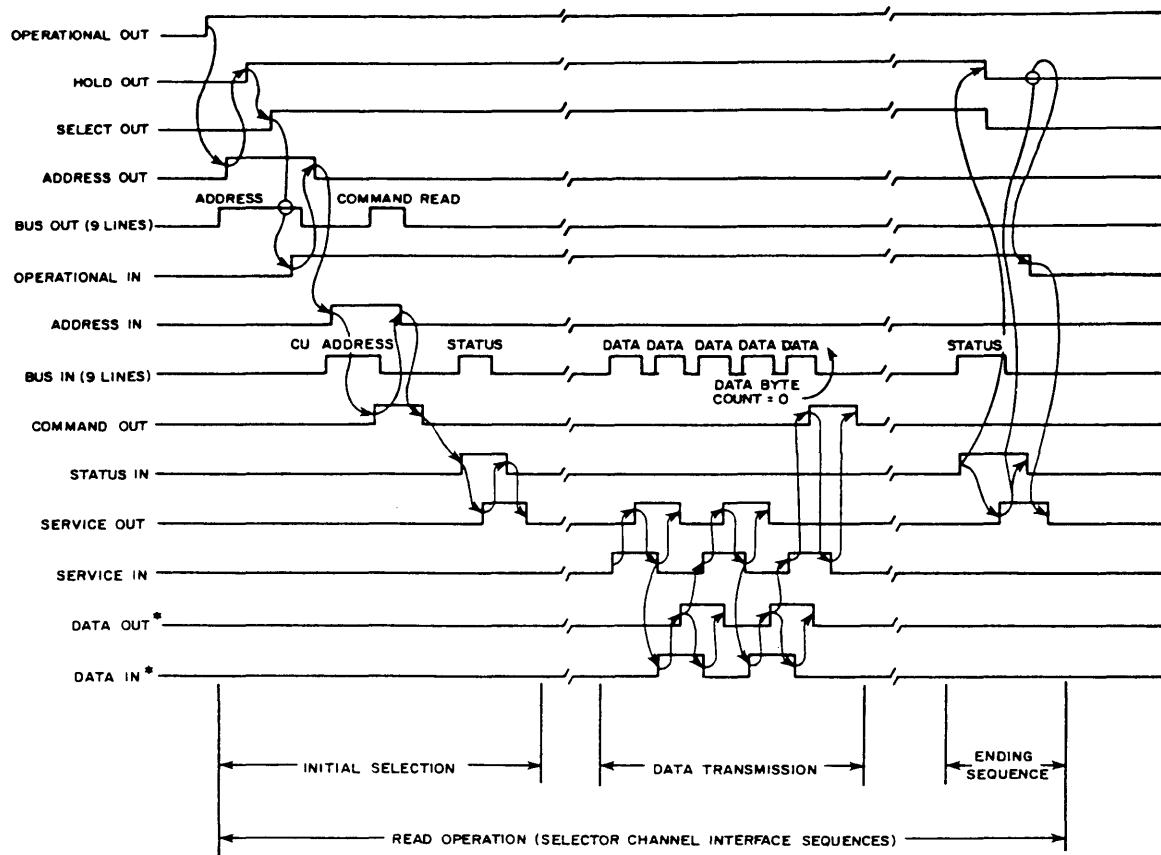 OPERATIONAL OUT
HOLD OUT
SELECT OUT
ADDRESS OUT
ADDRESS COMMAND READ
BUS OUT (9 LINES)
OPERATIONAL IN
ADDRESS IN
CU ADDRESS STATUS DATA DATA DATA DATA DATA STATUS
BUS IN (9 LINES)
DATA BYTE
COUNT = 0
COMMAND OUT
STATUS IN
SERVICE OUT
SERVICE IN
DATA OUT*
DATA IN*
INITIAL SELECTION
DATA TRANSMISSION
ENDING
SEQUENCE
READ OPERATION (SELECTOR CHANNEL INTERFACE SEQUENCES)